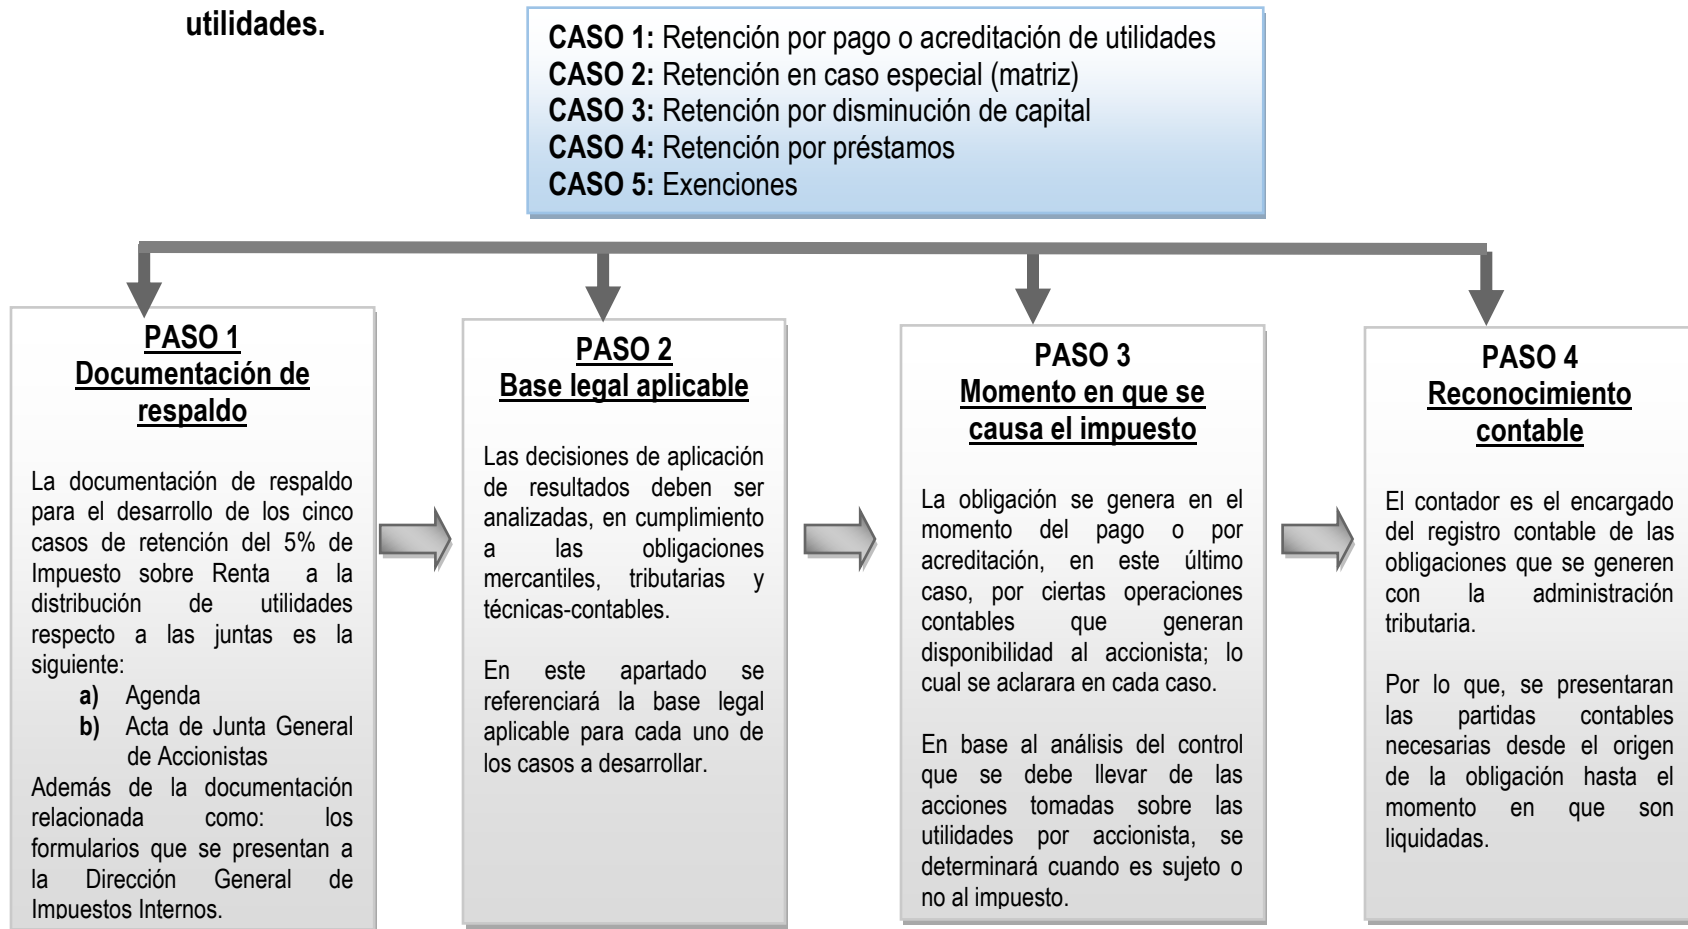 utilidades.
CASO 1: Retención por pago o acreditación de utilidades
CASO 2: Retención en caso especial (matriz)
CASO 3: Retención por disminución de capital
CASO 4: Retención por préstamos
CASO 5: Exenciones
PASO 1
Documentación de
respaldo
La documentación de respaldo
para el desarrollo de los cinco
casos de retención del 5% de
Impuesto sobre Renta a la
distribución de utilidades
respecto a las juntas es la
siguiente:
a) Agenda
b) Acta de Junta General
de Accionistas
Además de la documentación
relacionada como: los
formularios que se presentan a
la Dirección General de
Impuestos Internos.
PASO 2
Base legal aplicable
Las decisiones de aplicación
de resultados deben ser
analizadas, en cumplimiento
a las obligaciones
mercantiles, tributarias y
técnicas-contables.
En este apartado se
referenciará la base legal
aplicable para cada uno de
los casos a desarrollar.
PASO 3
Momento en que se
causa el impuesto
La obligación se genera en el
momento del pago o por
acreditación, en este último
caso, por ciertas operaciones
contables que generan
disponibilidad al accionista; lo
cual se aclarara en cada caso.
En base al análisis del control
que se debe llevar de las
acciones tomadas sobre las
utilidades por accionista, se
determinará cuando es sujeto o
no al impuesto.
PASO 4
Reconocimiento
contable
El contador es el encargado
del registro contable de las
obligaciones que se generen
con la administración
tributaria.
Por lo que, se presentaran
las partidas contables
necesarias desde el origen
de la obligación hasta el
momento en que son
liquidadas.